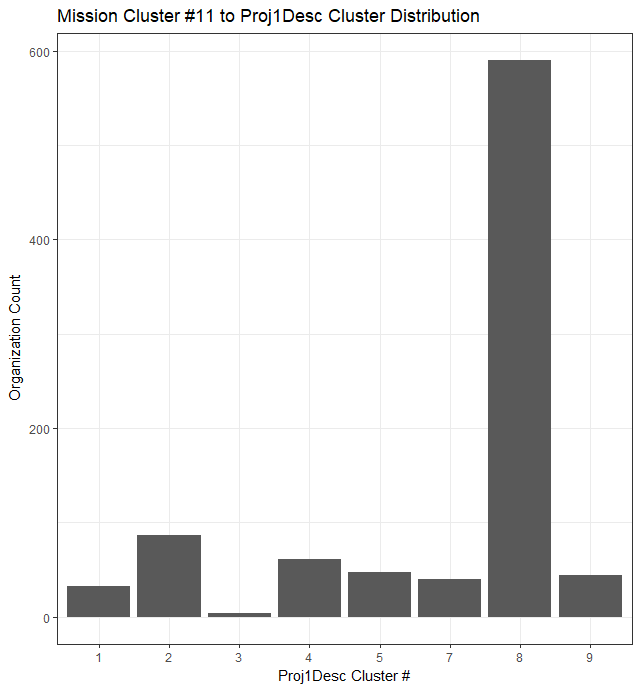 Mission Cluster #11 to Proj1Desc Cluster Distribution
Organization Count
600
400
200
0
1 2 3 4 5 7 8 9
Proj1Desc Cluster #